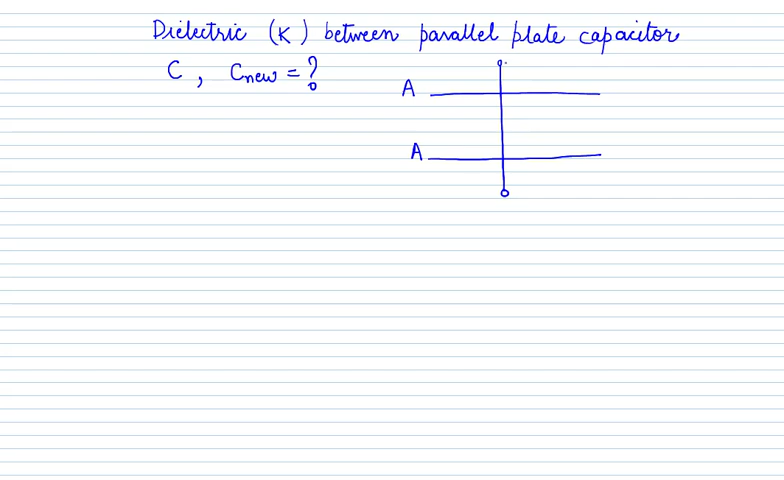 Dielectric (K) between parallel plate capacitor
C, Cnew = ?
A
A